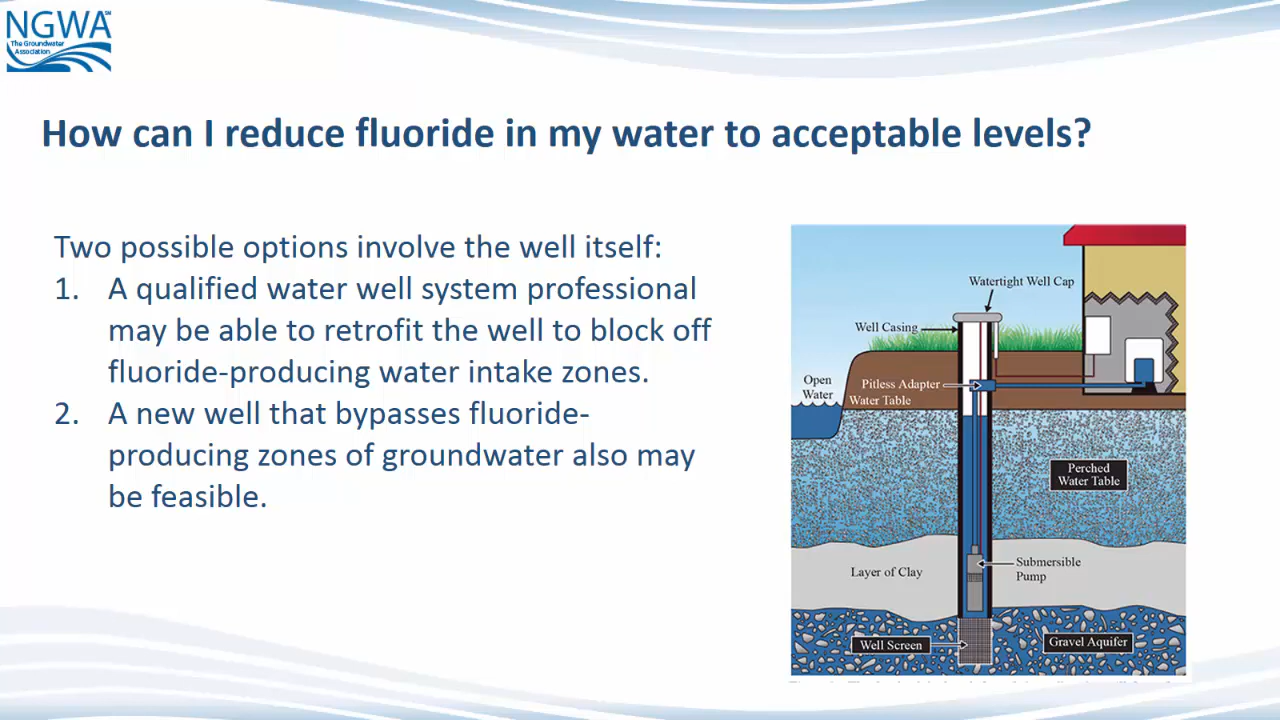 NGWA
The Groundwater
Association
How can I reduce fluoride in my water to acceptable levels?
Two possible options involve the well itself:
1. A qualified water well system professional
may be able to retrofit the well to block off
fluoride-producing water intake zones.
2. A new well that bypasses fluoride-
producing zones of groundwater also may
be feasible.
Watertight Well Cap
Well Casing
Open
Water
Pitless Adapter
Water Table
Perched
Water Table
Layer of Clay
Submersible
Pump
Well Screen
Gravel Aquifer